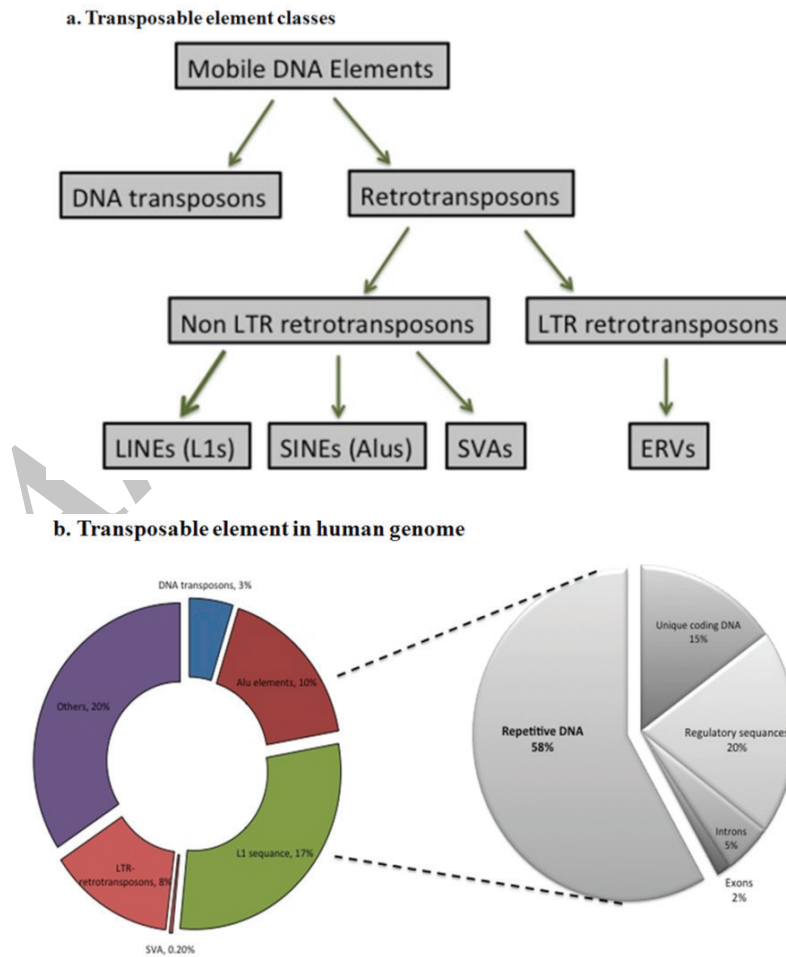 a. Transposable element classes
Mobile DNA Elements
DNA transposons
Retrotransposons
Non LTR retrotransposons
LTR retrotransposons
LINEs (L1s)
SINEs (Alus)
SVAs
ERVs
b. Transposable element in human genome
DNA transposons, 3%
Alu elements, 10%
Others, 20%
L1 sequance, 17%
LTR-
retrotransposons, 8%
SVA, 0.20%
Unique coding DNA
15%
Repetitive DNA
58%
Regulatory sequances
20%
Introns
5%
Exons
2%